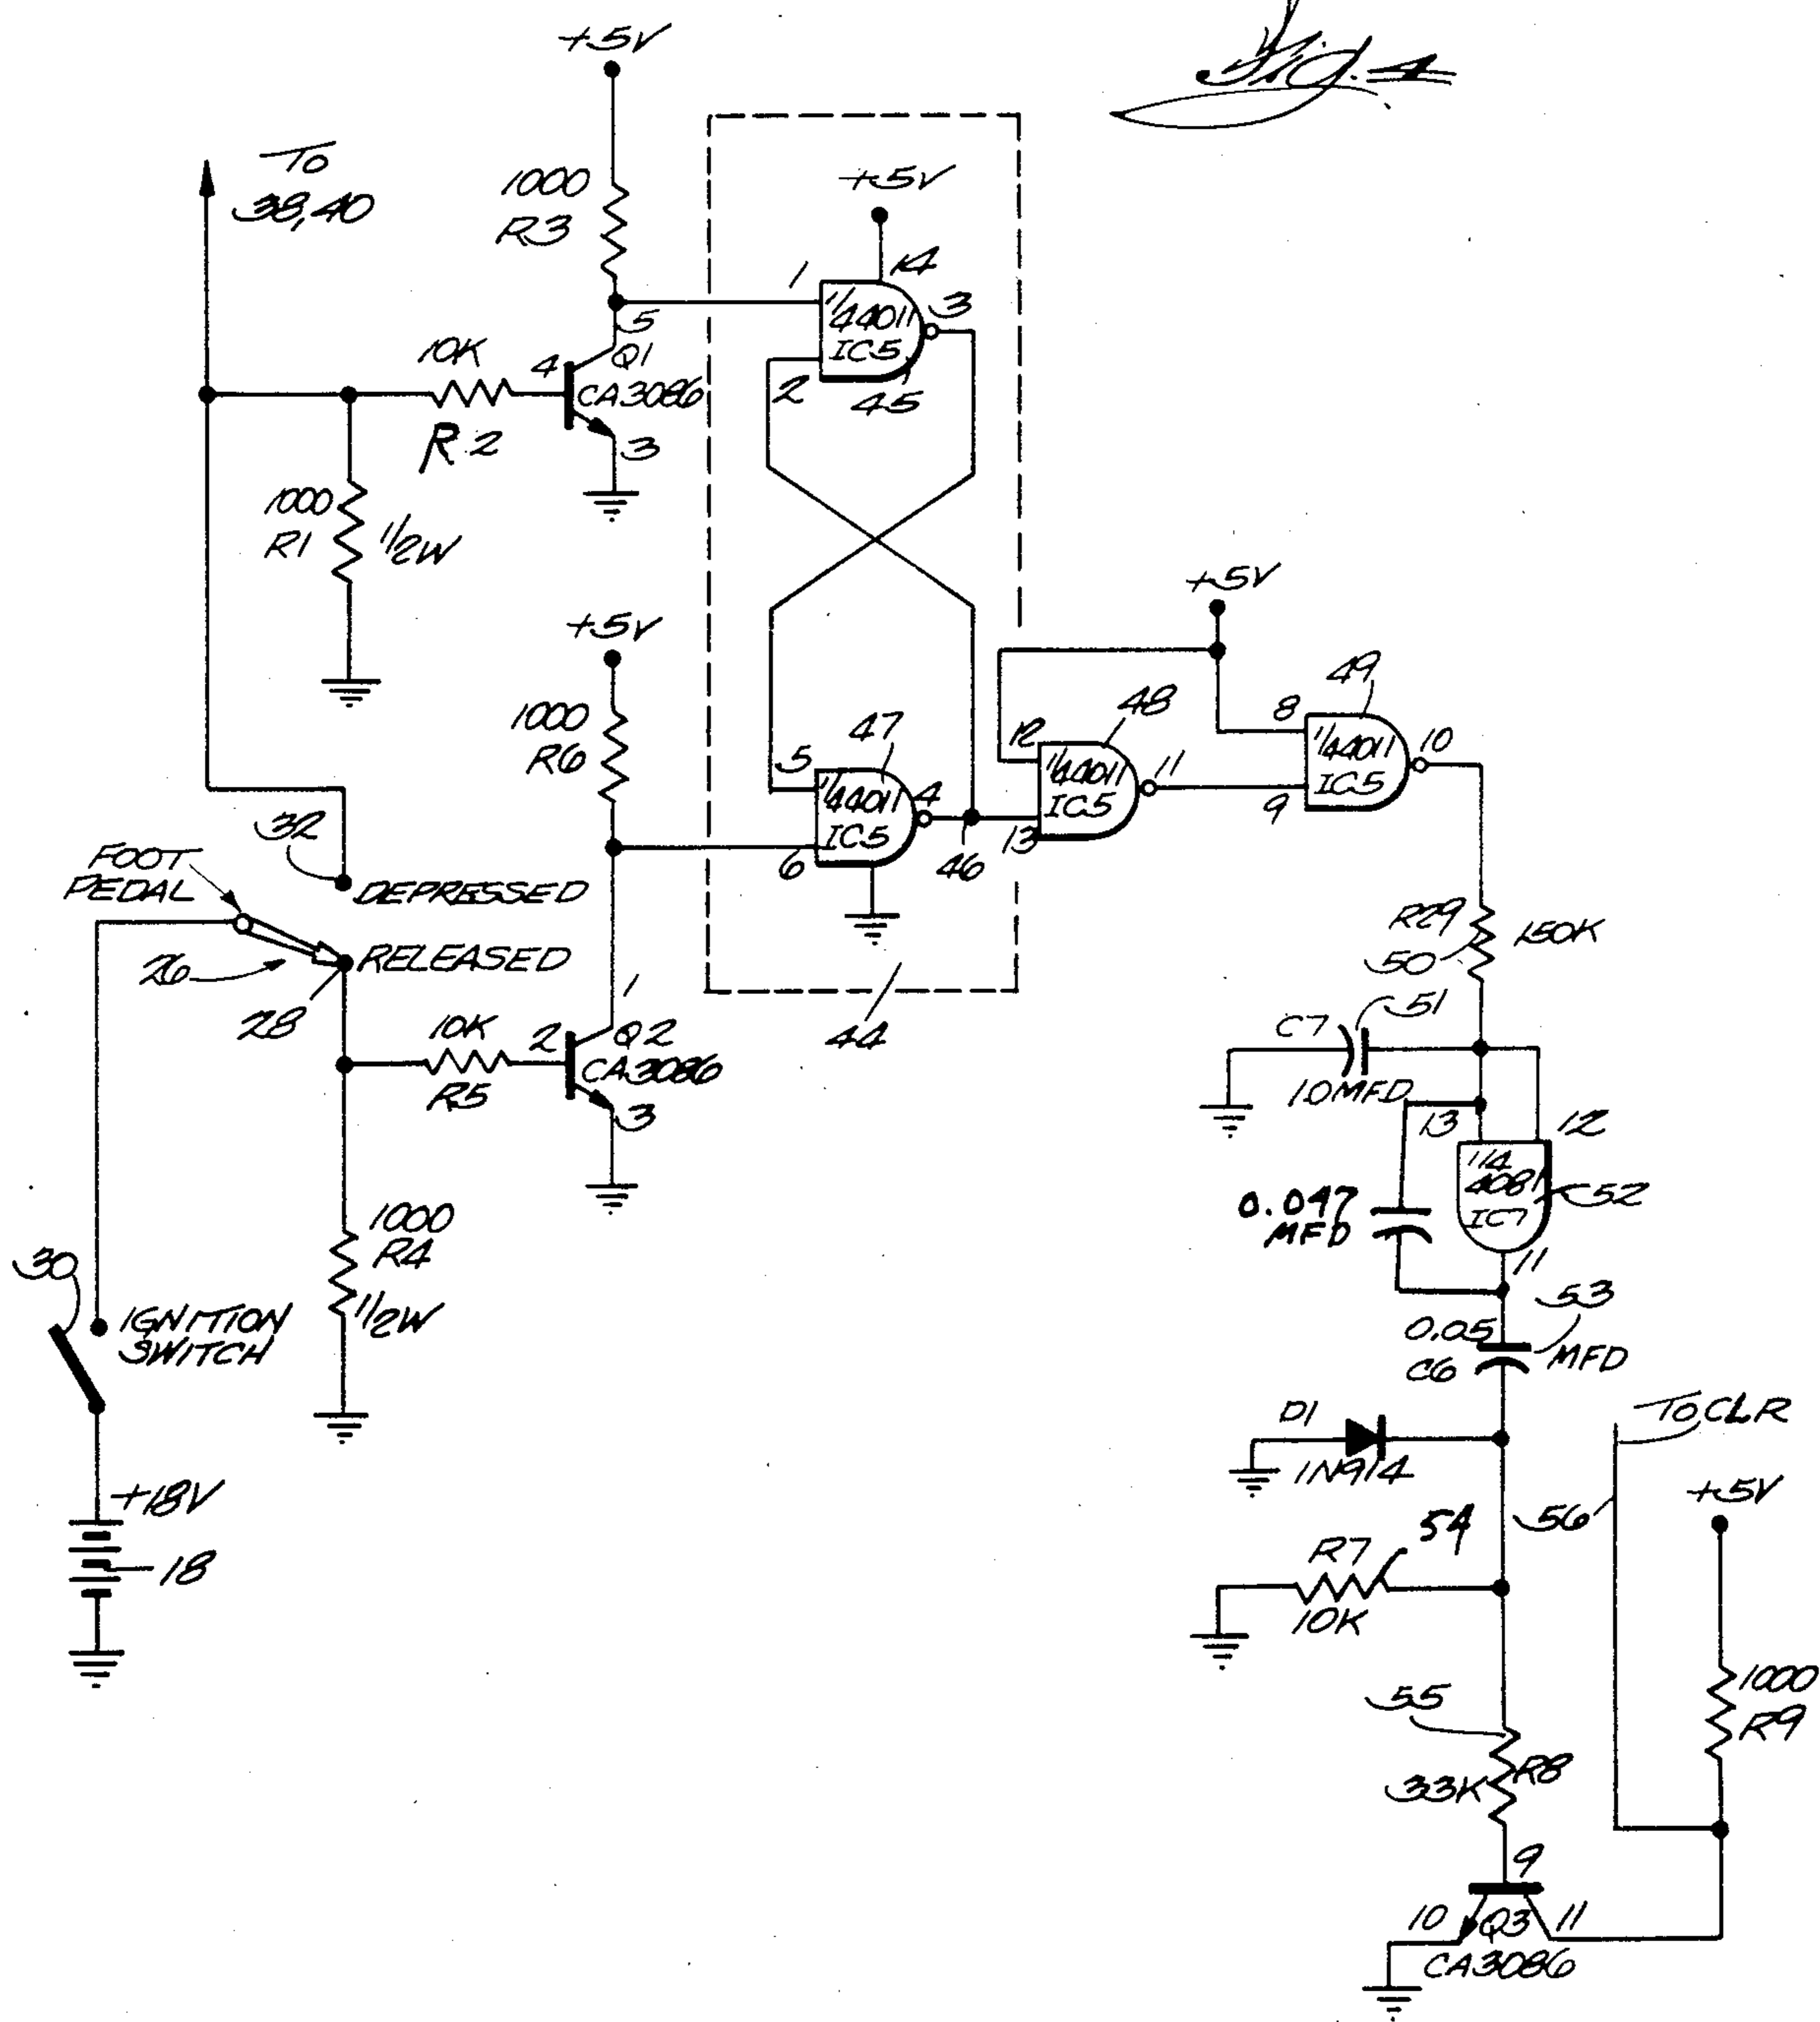 Fig. 4
+5V
To
38,40
1000
R3
+5V
1
14
3
1/4 4011
IC5
2
45
5
10K
4
Q1
CA3086
R2
3
1000
R1
1/2W
+5V
1000
R6
+5V
49
48
47
8
12
1/4 4011
IC5
10
5
1/4 4011
IC5
11
1/4 4011
IC5
4
9
13
6
46
32
FOOT
PEDAL
DEPRESSED
RELEASED
26
28
R29
150K
50
1
44
10K
2
Q2
CA3086
R5
3
C7
51
1.0MFD
13
12
1/4
4081
IC7
52
0.047
MFD
11
53
1000
R4
1/2W
30
IGNITION
SWITCH
0.05
C6
MFD
D1
1N914
TO CLR
+18V
18
54
56
+5V
R7
10K
1000
R9
55
33K
R8
9
10
Q3
11
CA3086